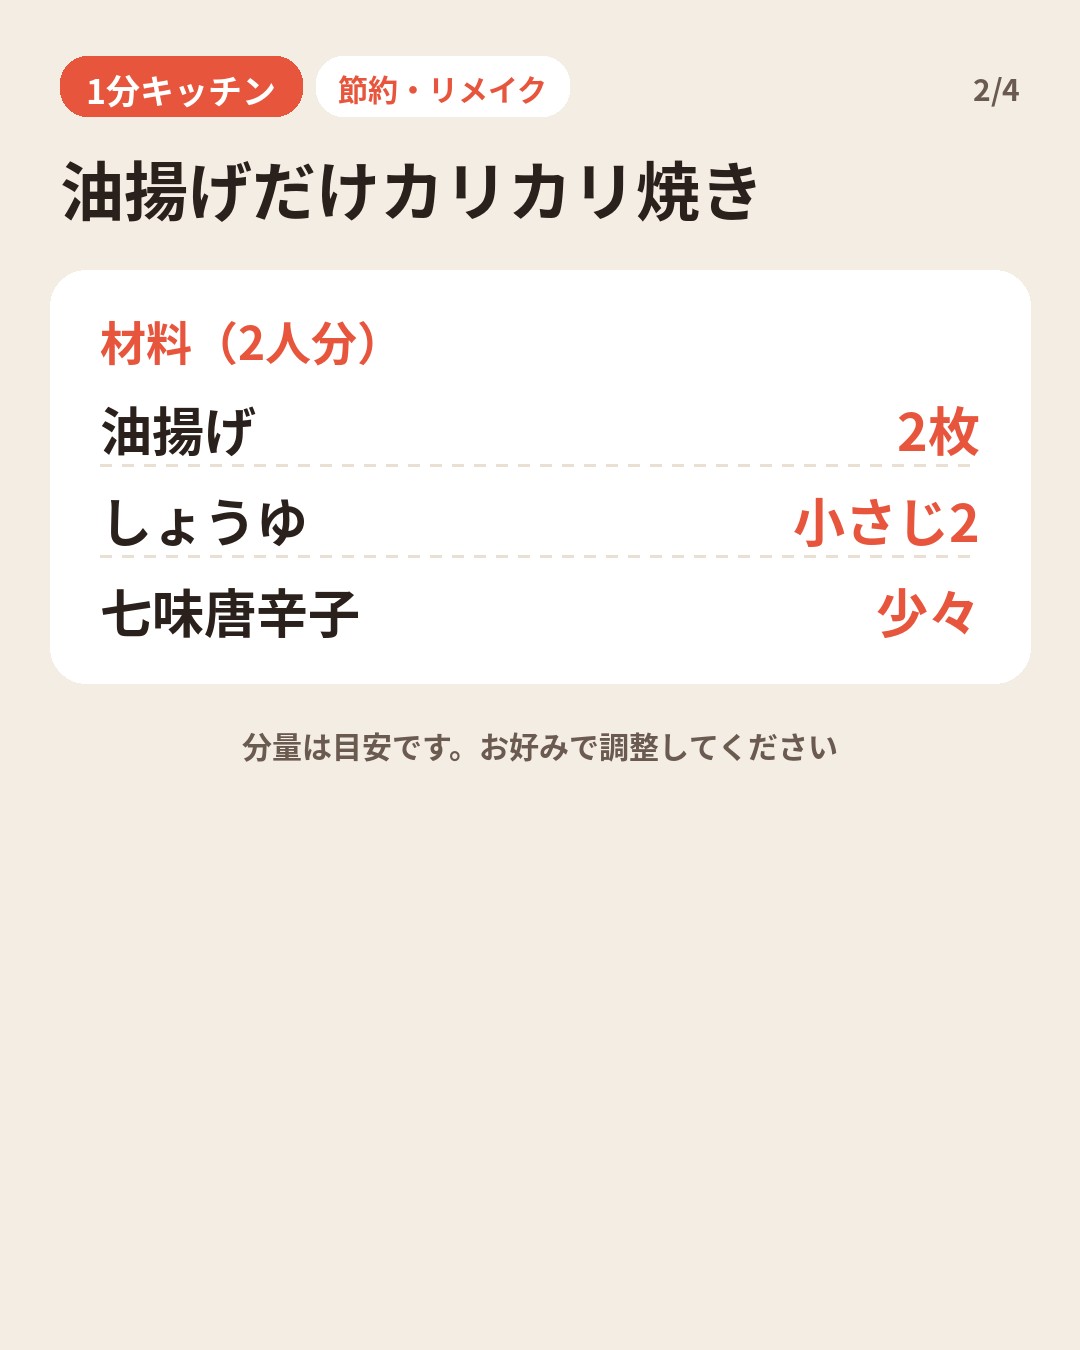 1分キッチン 節約・リメイク 2/4
油揚げだけカリカリ焼き
材料（2人分）
油揚げ 2枚
しょうゆ 小さじ2
七味唐辛子 少々
分量は目安です。お好みで調整してください